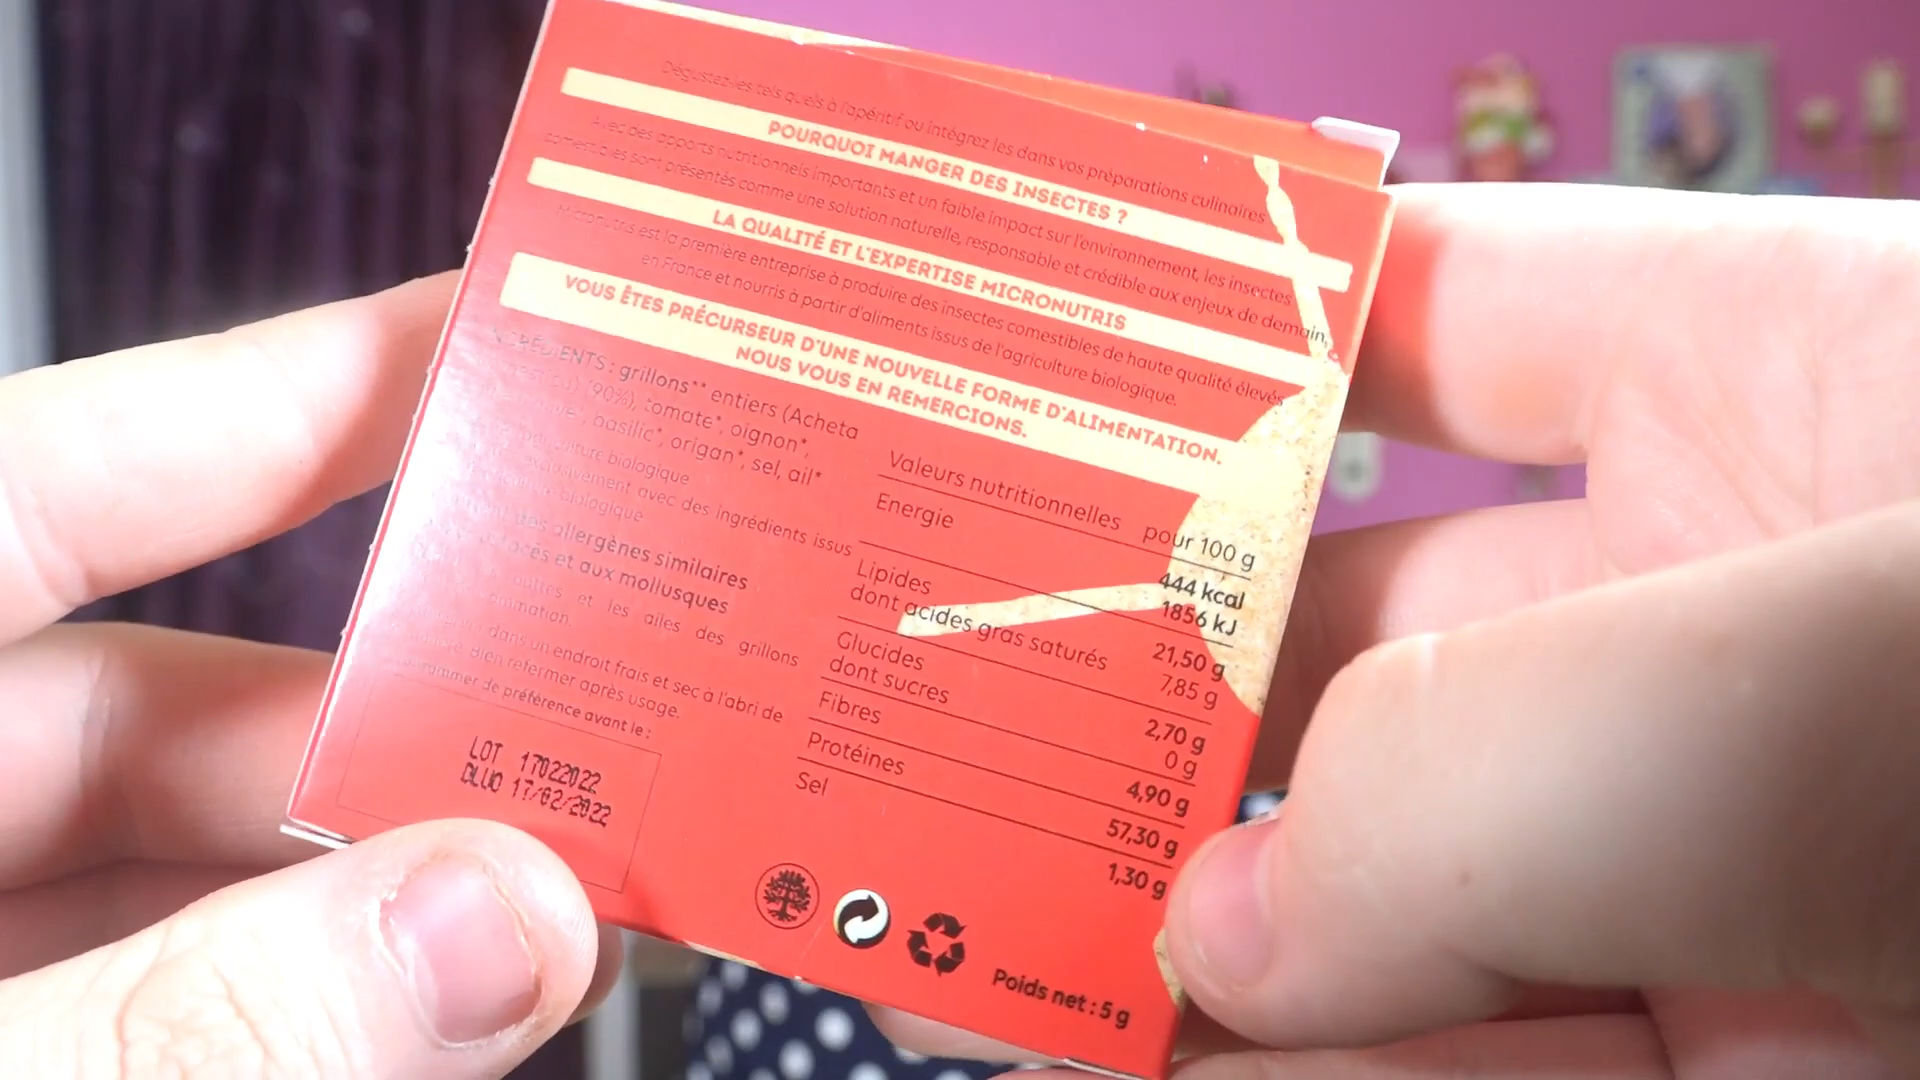 Dégustez-les tels quels à l'apéritif ou intégrez les dans vos préparations culinaires
POURQUOI MANGER DES INSECTES ?
Avec des apports nutritionnels importants et un faible impact sur l'environnement, les insectes
comestibles sont présentés comme une solution naturelle, responsable et crédible aux enjeux de demain,
LA QUALITÉ ET L'EXPERTISE MICRONUTRIS
Micronutris est la première entreprise à produire des insectes comestibles de haute qualité élevés
en France et nourris à partir d'aliments issus de l'agriculture biologique.
VOUS ÊTES PRÉCURSEUR D'UNE NOUVELLE FORME D'ALIMENTATION.
NOUS VOUS EN REMERCIONS.
INGRÉDIENTS : grillons** entiers (Acheta
(90%), tomate*, oignon*,
basilic*, origan*, sel, ail*
biologique
exclusivement avec des ingrédients issus
biologique
des allergènes similaires
et aux mollusques
et les ailes des grillons
dans un endroit frais et sec à l'abri de
Bien refermer après usage.
de préférence avant le :
LOT 17022022
DLUO 17/02/2022
Valeurs nutritionnelles pour 100 g
Energie 444 kcal
1856 kJ
Lipides 21,50 g
dont acides gras saturés 7,85 g
Glucides 2,70 g
dont sucres 0 g
Fibres 4,90 g
Protéines 57,30 g
Sel 1,30 g
Poids net : 5 g